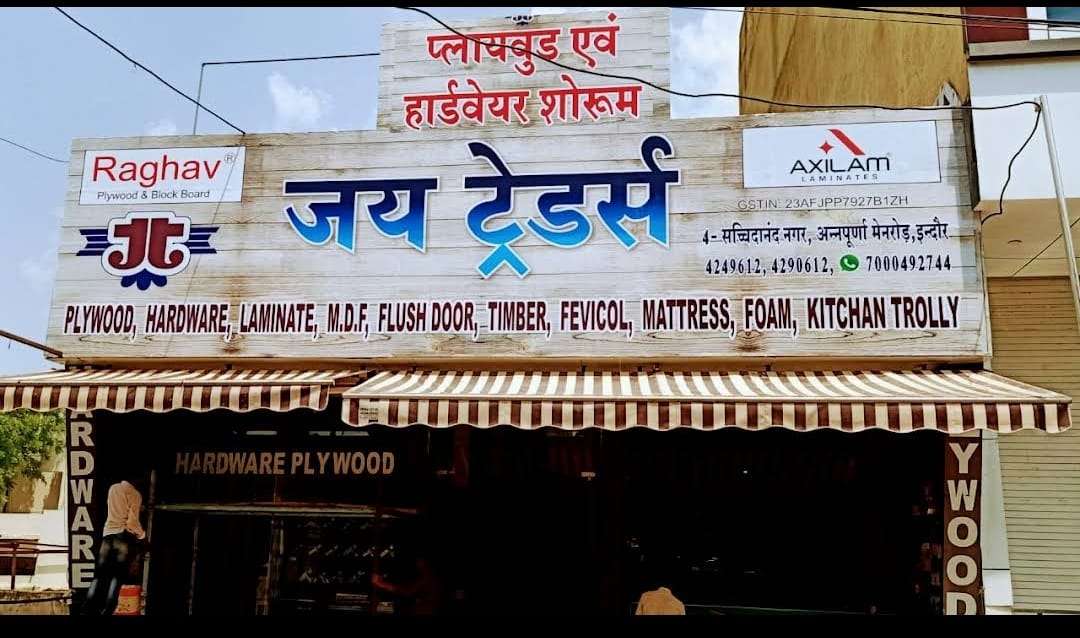 प्लायवुड एवं
हार्डवेयर शोरूम
Raghav®
Plywood & Block Board
Jt
जय ट्रेडर्स
AXILAM
LAMINATES
GSTIN: 23AFJPP7927B1ZH
4- सच्चिदानंद नगर, अन्नपूर्णा मेनरोड़,इन्दौर
4249612, 4290612, 7000492744
PLYWOOD, HARDWARE, LAMINATE, M.D.F, FLUSH DOOR, TIMBER, FEVICOL, MATTRESS, FOAM, KITCHAN TROLLY
HARDWARE PLYWOOD
ARDWARE
YWOOD